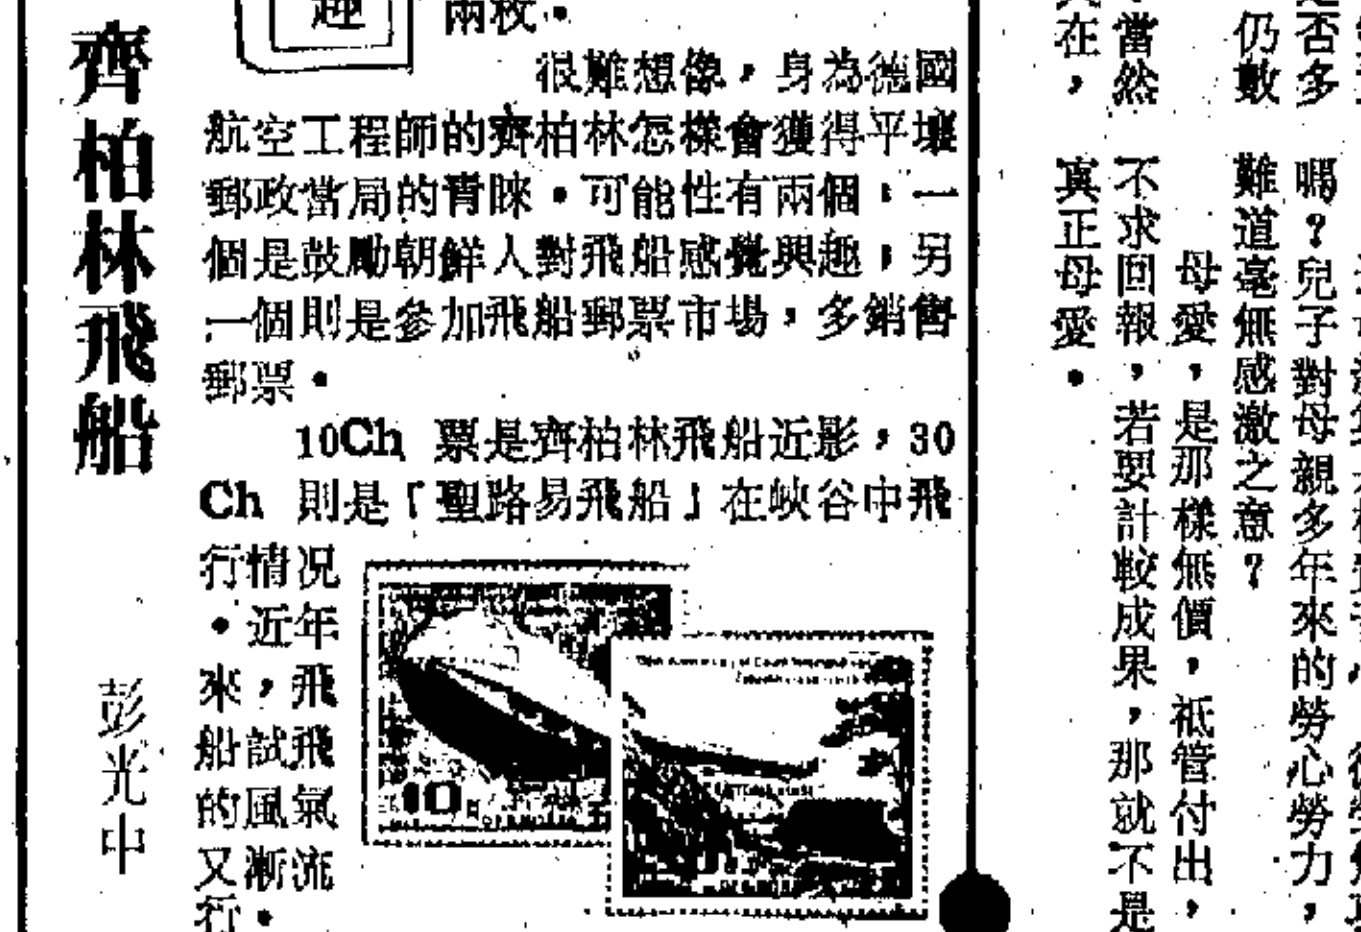 齊柏林飛船
彭光中
趣
兩枚。
很難想像，身為德國
航空工程師的齊柏林怎樣會獲得平壤
郵政當局的青睞。可能性有兩個：一
個是鼓勵朝鮮人對飛船感覺興趣；另
一個則是參加飛船郵票市場，多銷售
郵票。
10Ch 票是齊柏林飛船近影，30
Ch 則是「聖路易飛船」在峽谷中飛
行情况
。近年
來，飛
船試飛
的風氣
又漸流
行。
10
否多
仍數
當然
在，
嗎？兒子對母親多年來的勞心勞力，
難道毫無感激之意？
母愛，是那樣無價，祗管付出，
不求回報，若要計較成果，那就不是
真正母愛。